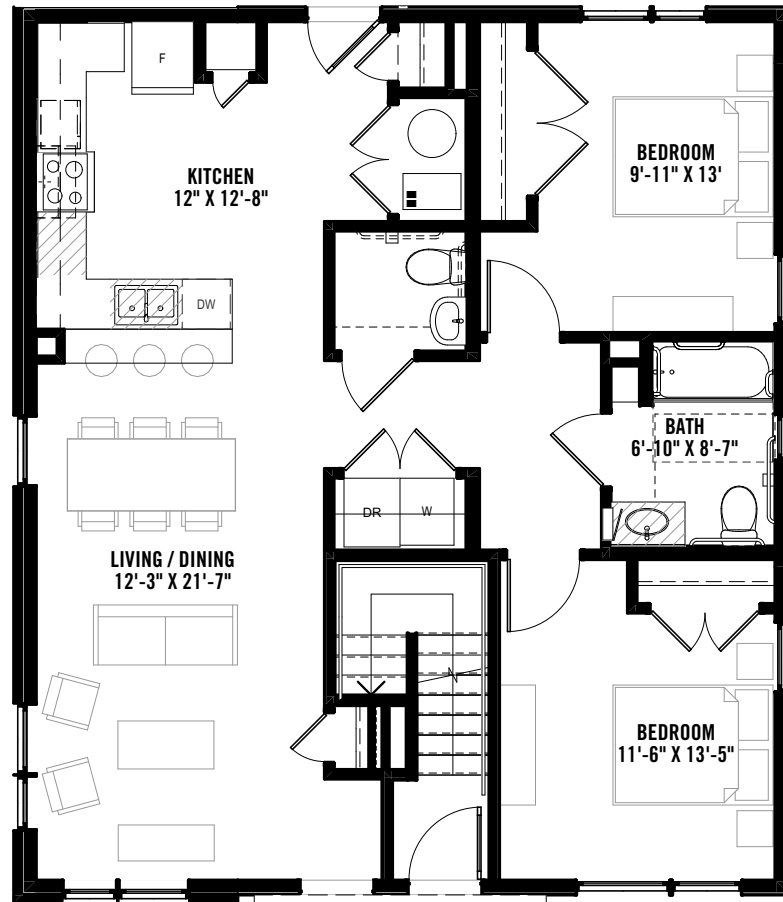 F
KITCHEN
12" X 12'-8"
BEDROOM
9'-11" X 13'
DW
BATH
6'-10" X 8'-7"
DR
W
LIVING / DINING
12'-3" X 21'-7"
N
BEDROOM
11'-6" X 13'-5"